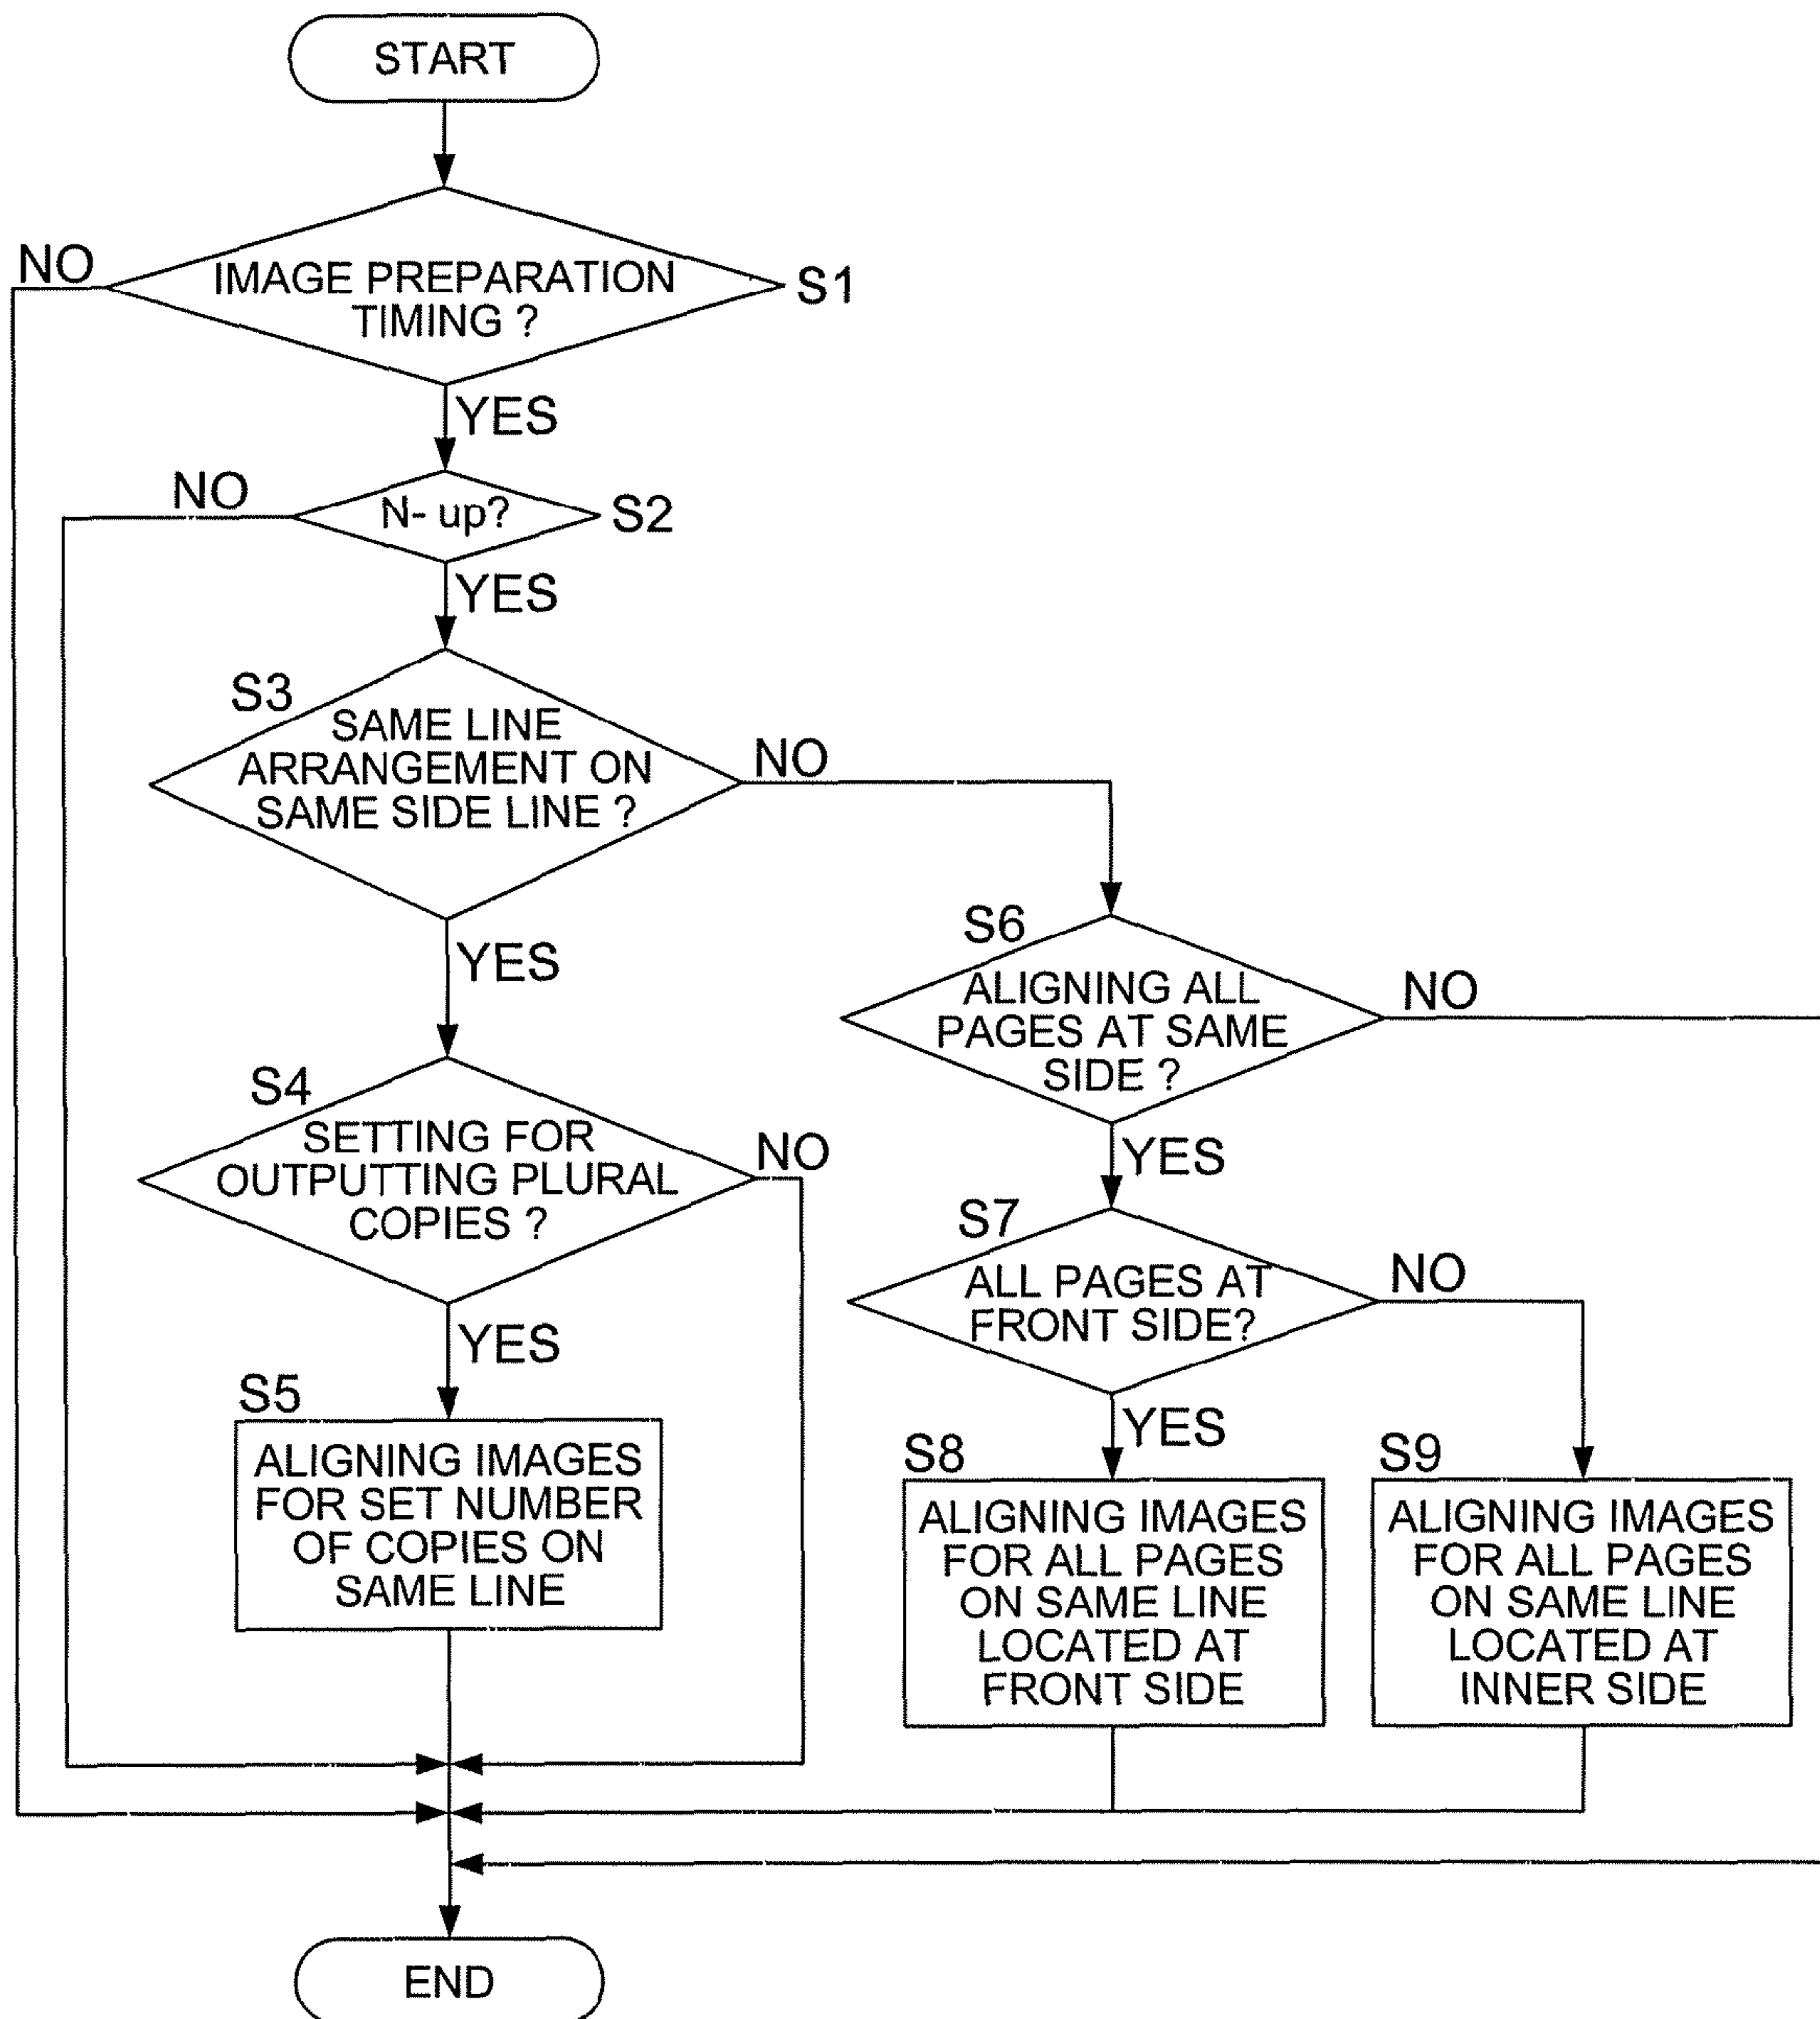 START
NO
IMAGE PREPARATION
TIMING ?
S1
YES
NO
N- up?
S2
YES
S3
SAME LINE
ARRANGEMENT ON
SAME SIDE LINE ?
NO
YES
S6
ALIGNING ALL
PAGES AT SAME
SIDE ?
NO
YES
S4
SETTING FOR
OUTPUTTING PLURAL
COPIES ?
NO
YES
S7
ALL PAGES AT
FRONT SIDE?
NO
YES
S5
ALIGNING IMAGES
FOR SET NUMBER
OF COPIES ON
SAME LINE
S8
ALIGNING IMAGES
FOR ALL PAGES
ON SAME LINE
LOCATED AT
FRONT SIDE
S9
ALIGNING IMAGES
FOR ALL PAGES
ON SAME LINE
LOCATED AT
INNER SIDE
END